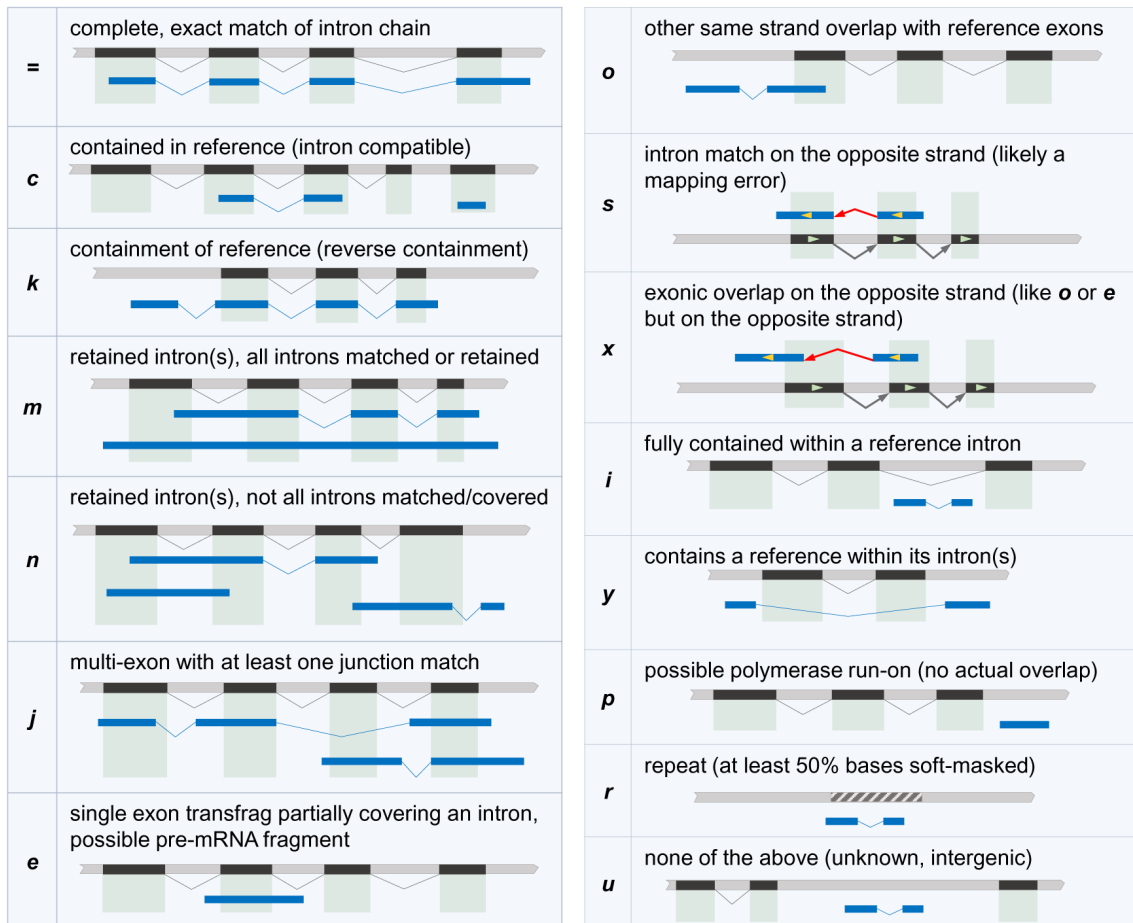 =
complete, exact match of intron chain
c
contained in reference (intron compatible)
k
containment of reference (reverse containment)
m
retained intron(s), all introns matched or retained
n
retained intron(s), not all introns matched/covered
j
multi-exon with at least one junction match
e
single exon transfrag partially covering an intron,
possible pre-mRNA fragment
o
other same strand overlap with reference exons
s
intron match on the opposite strand (likely a
mapping error)
x
exonic overlap on the opposite strand (like o or e
but on the opposite strand)
i
fully contained within a reference intron
y
contains a reference within its intron(s)
p
possible polymerase run-on (no actual overlap)
r
repeat (at least 50% bases soft-masked)
u
none of the above (unknown, intergenic)